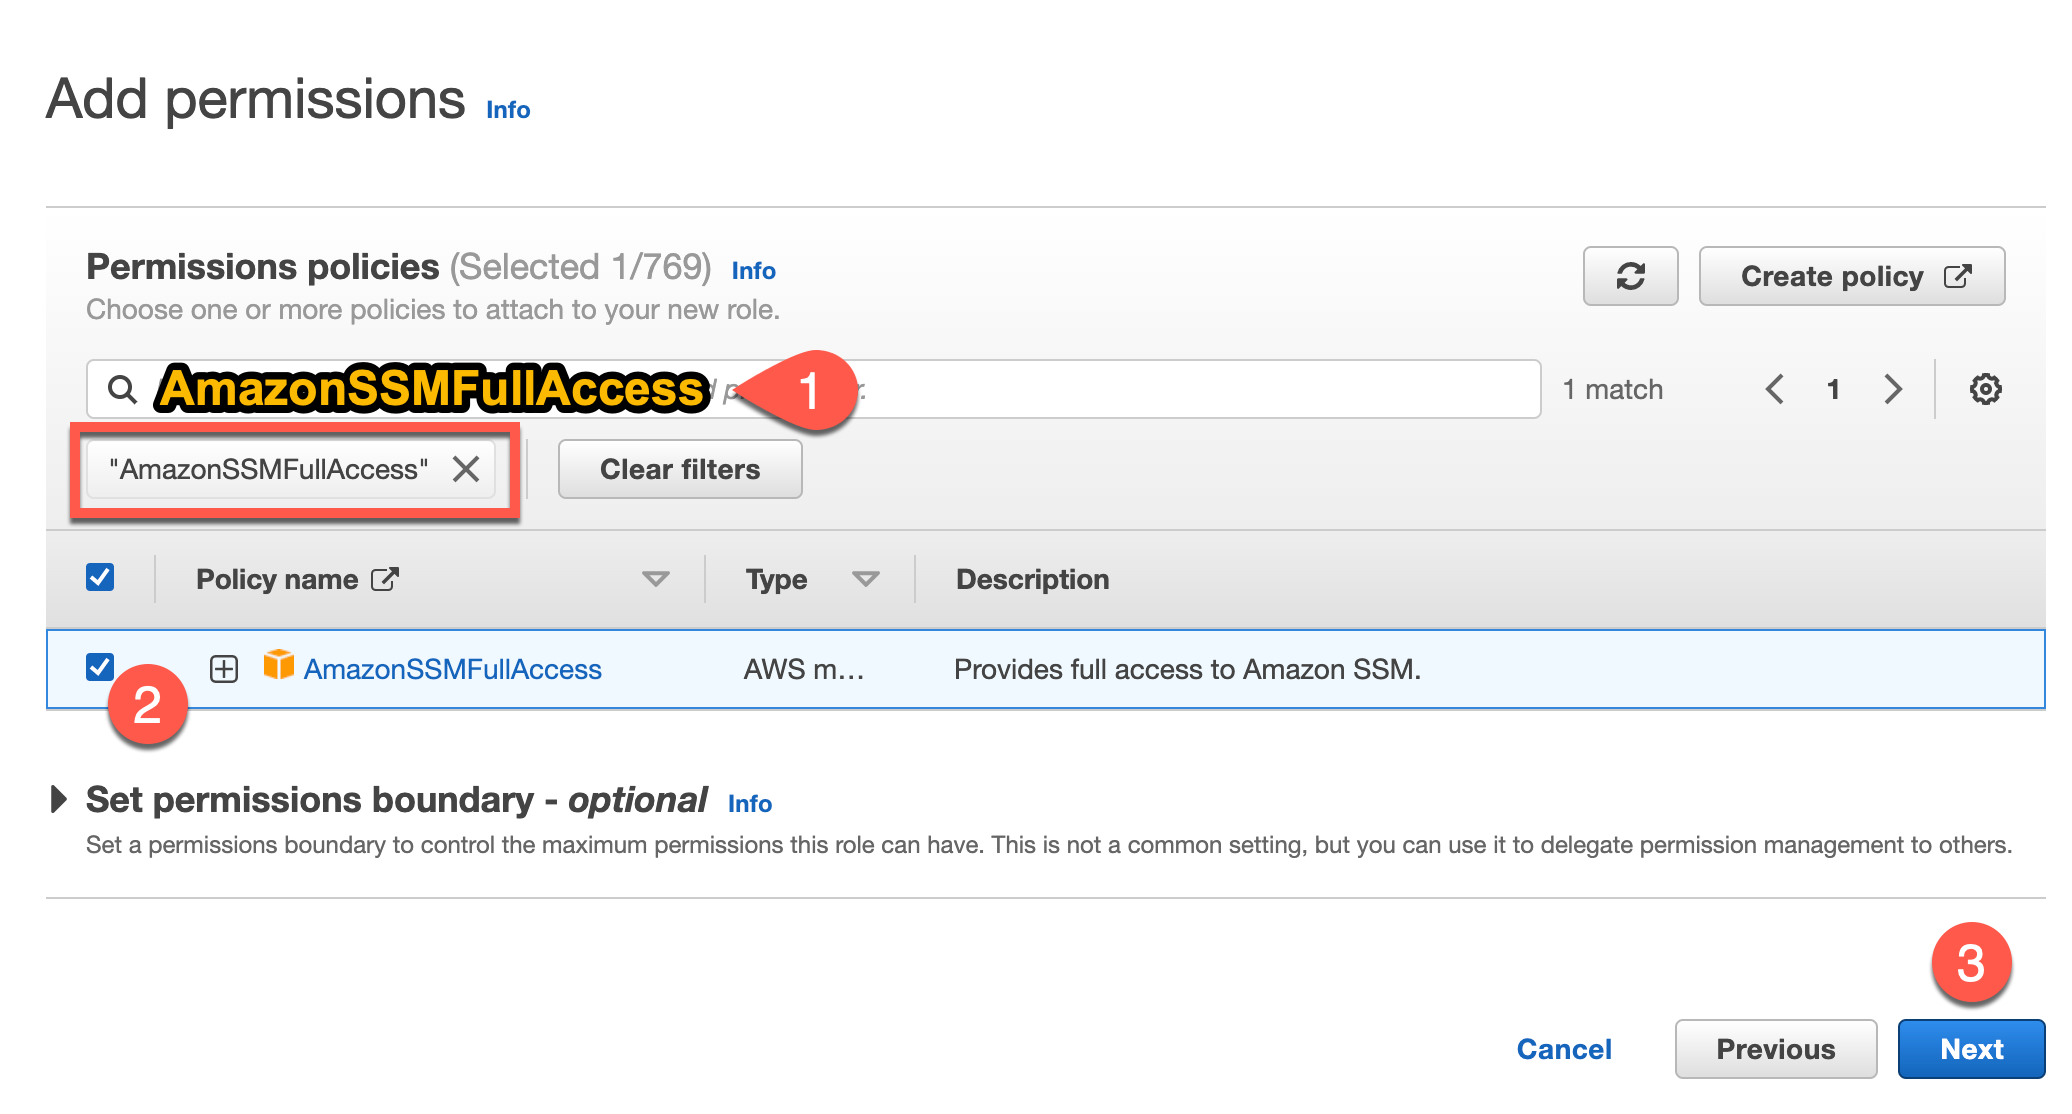 Add permissions Info
Permissions policies (Selected 1/769) Info
Create policy
Choose one or more policies to attach to your new role.
AmazonSSMFullAccess 1
1 match
1
"AmazonSSMFullAccess"
Clear filters
Policy name Type Description
AmazonSSMFullAccess AWS m... Provides full access to Amazon SSM.
2
Set permissions boundary - optional Info
Set a permissions boundary to control the maximum permissions this role can have. This is not a common setting, but you can use it to delegate permission management to others.
3
Cancel Previous Next